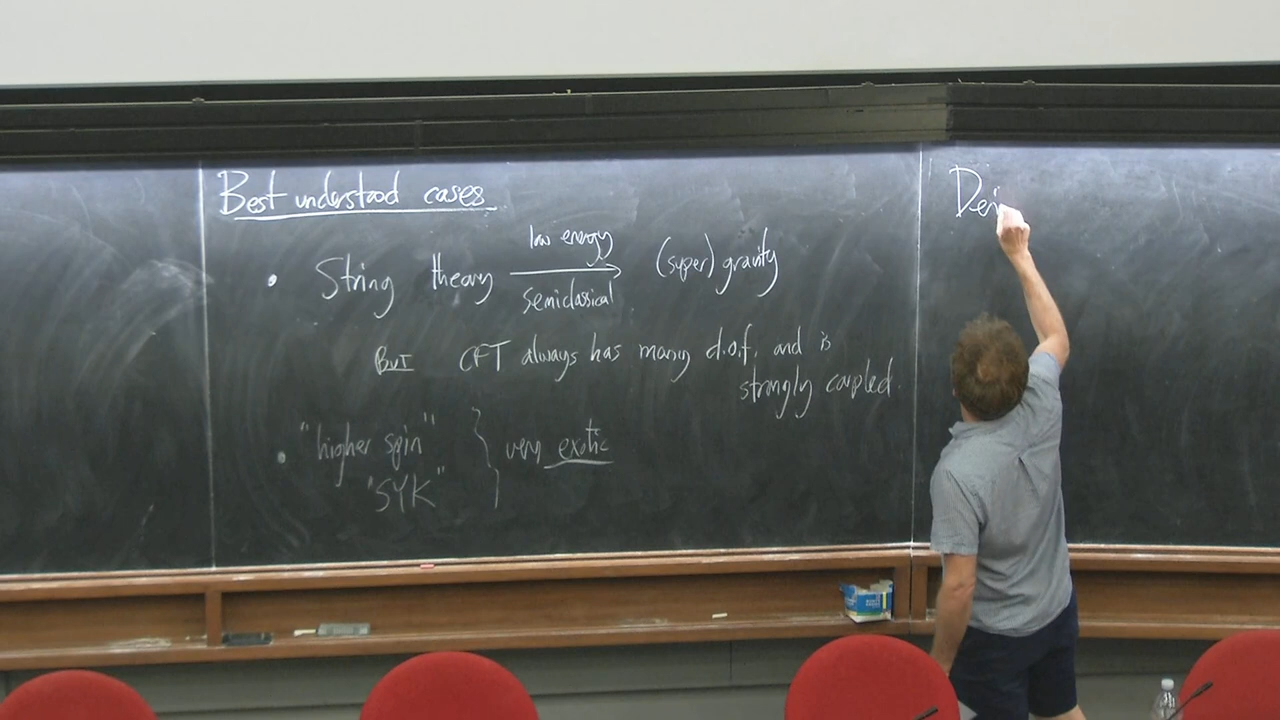 Best understood cases
• String theory low energy semiclassical (super) gravity
BUT CFT always has many d.o.f. and is
strongly coupled.
• "higher spin"
"SYK" } very exotic